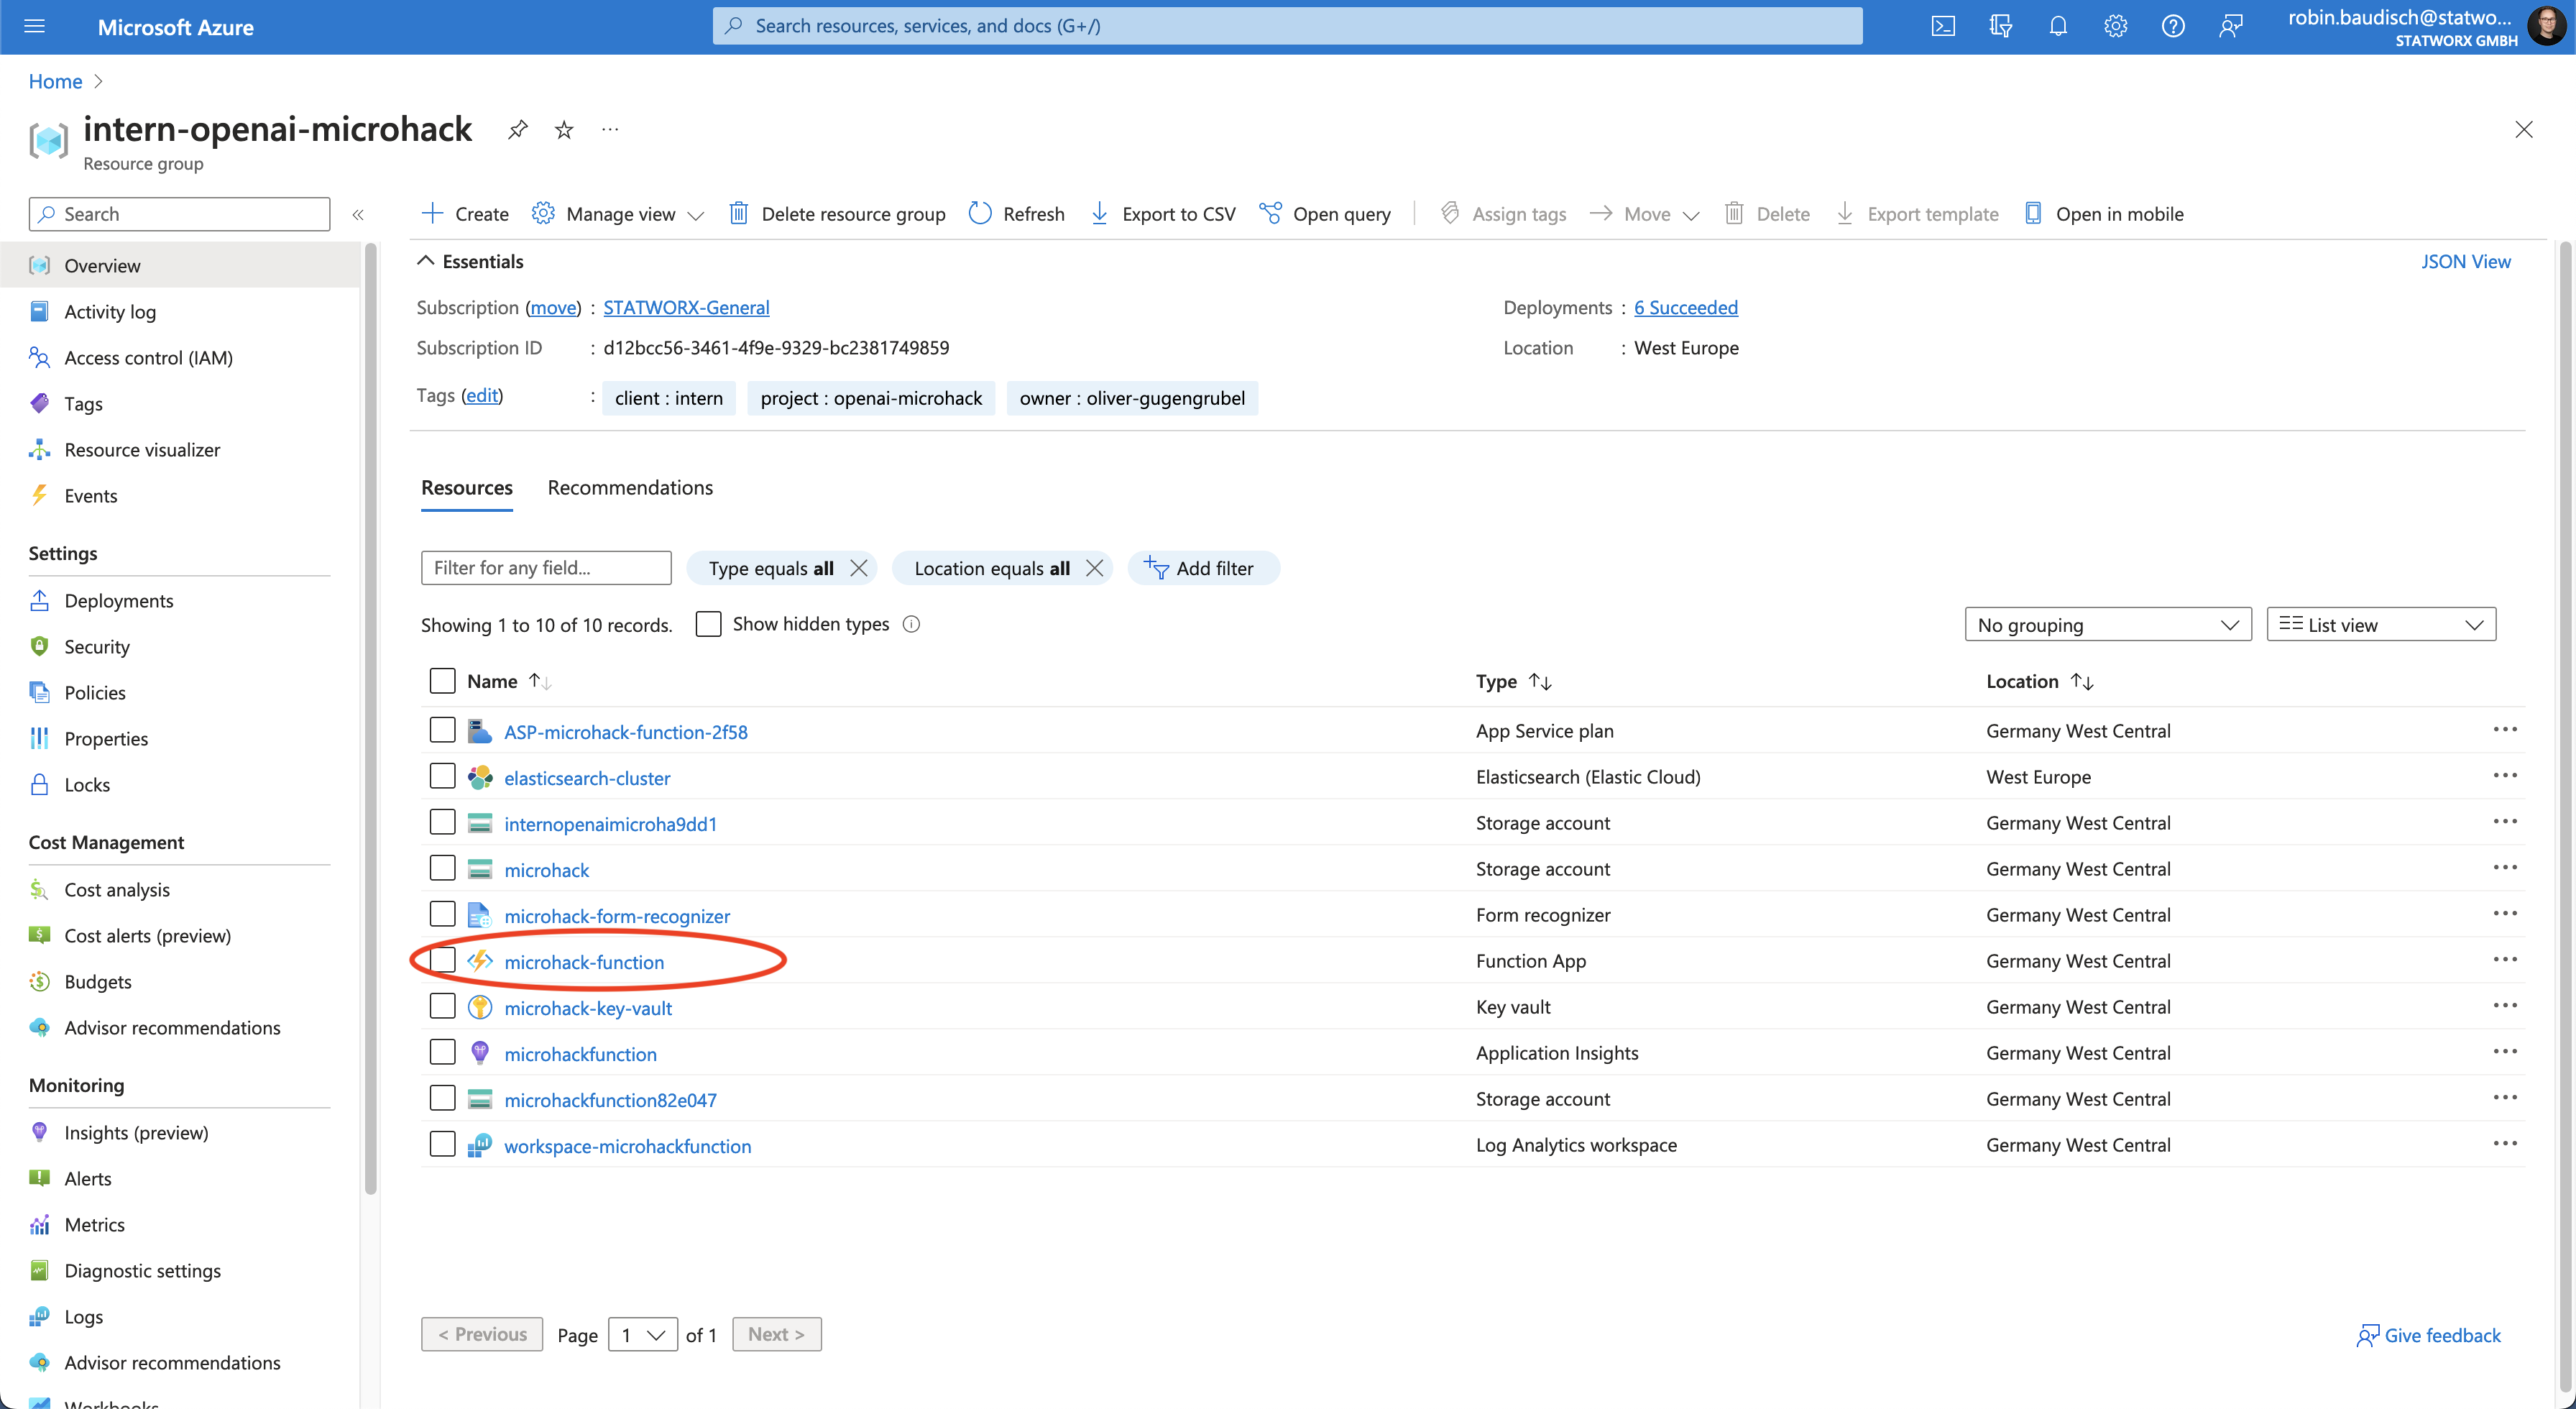 Microsoft Azure
Search resources, services, and docs (G+/)
robin.baudisch@statwo...
STATWORX GMBH
Home
intern-openai-microhack
Resource group
Search
Create
Manage view
Delete resource group
Refresh
Export to CSV
Open query
Assign tags
Move
Delete
Export template
Open in mobile
Overview
Activity log
Access control (IAM)
Tags
Resource visualizer
Events
Settings
Deployments
Security
Policies
Properties
Locks
Cost Management
Cost analysis
Cost alerts (preview)
Budgets
Advisor recommendations
Monitoring
Insights (preview)
Alerts
Metrics
Diagnostic settings
Logs
Advisor recommendations
Workbooks
Essentials
JSON View
Subscription (move) : STATWORX-General
Deployments : 6 Succeeded
Subscription ID : d12bcc56-3461-4f9e-9329-bc2381749859
Location : West Europe
Tags (edit) : client : intern project : openai-microhack owner : oliver-gugengrubel
Resources Recommendations
Filter for any field...
Type equals all
Location equals all
Add filter
Showing 1 to 10 of 10 records.
Show hidden types
No grouping
List view
Name Type Location
ASP-microhack-function-2f58 App Service plan Germany West Central
elasticsearch-cluster Elasticsearch (Elastic Cloud) West Europe
internopenaimicroha9dd1 Storage account Germany West Central
microhack Storage account Germany West Central
microhack-form-recognizer Form recognizer Germany West Central
microhack-function Function App Germany West Central
microhack-key-vault Key vault Germany West Central
microhackfunction Application Insights Germany West Central
microhackfunction82e047 Storage account Germany West Central
workspace-microhackfunction Log Analytics workspace Germany West Central
< Previous Page 1 of 1 Next >
Give feedback